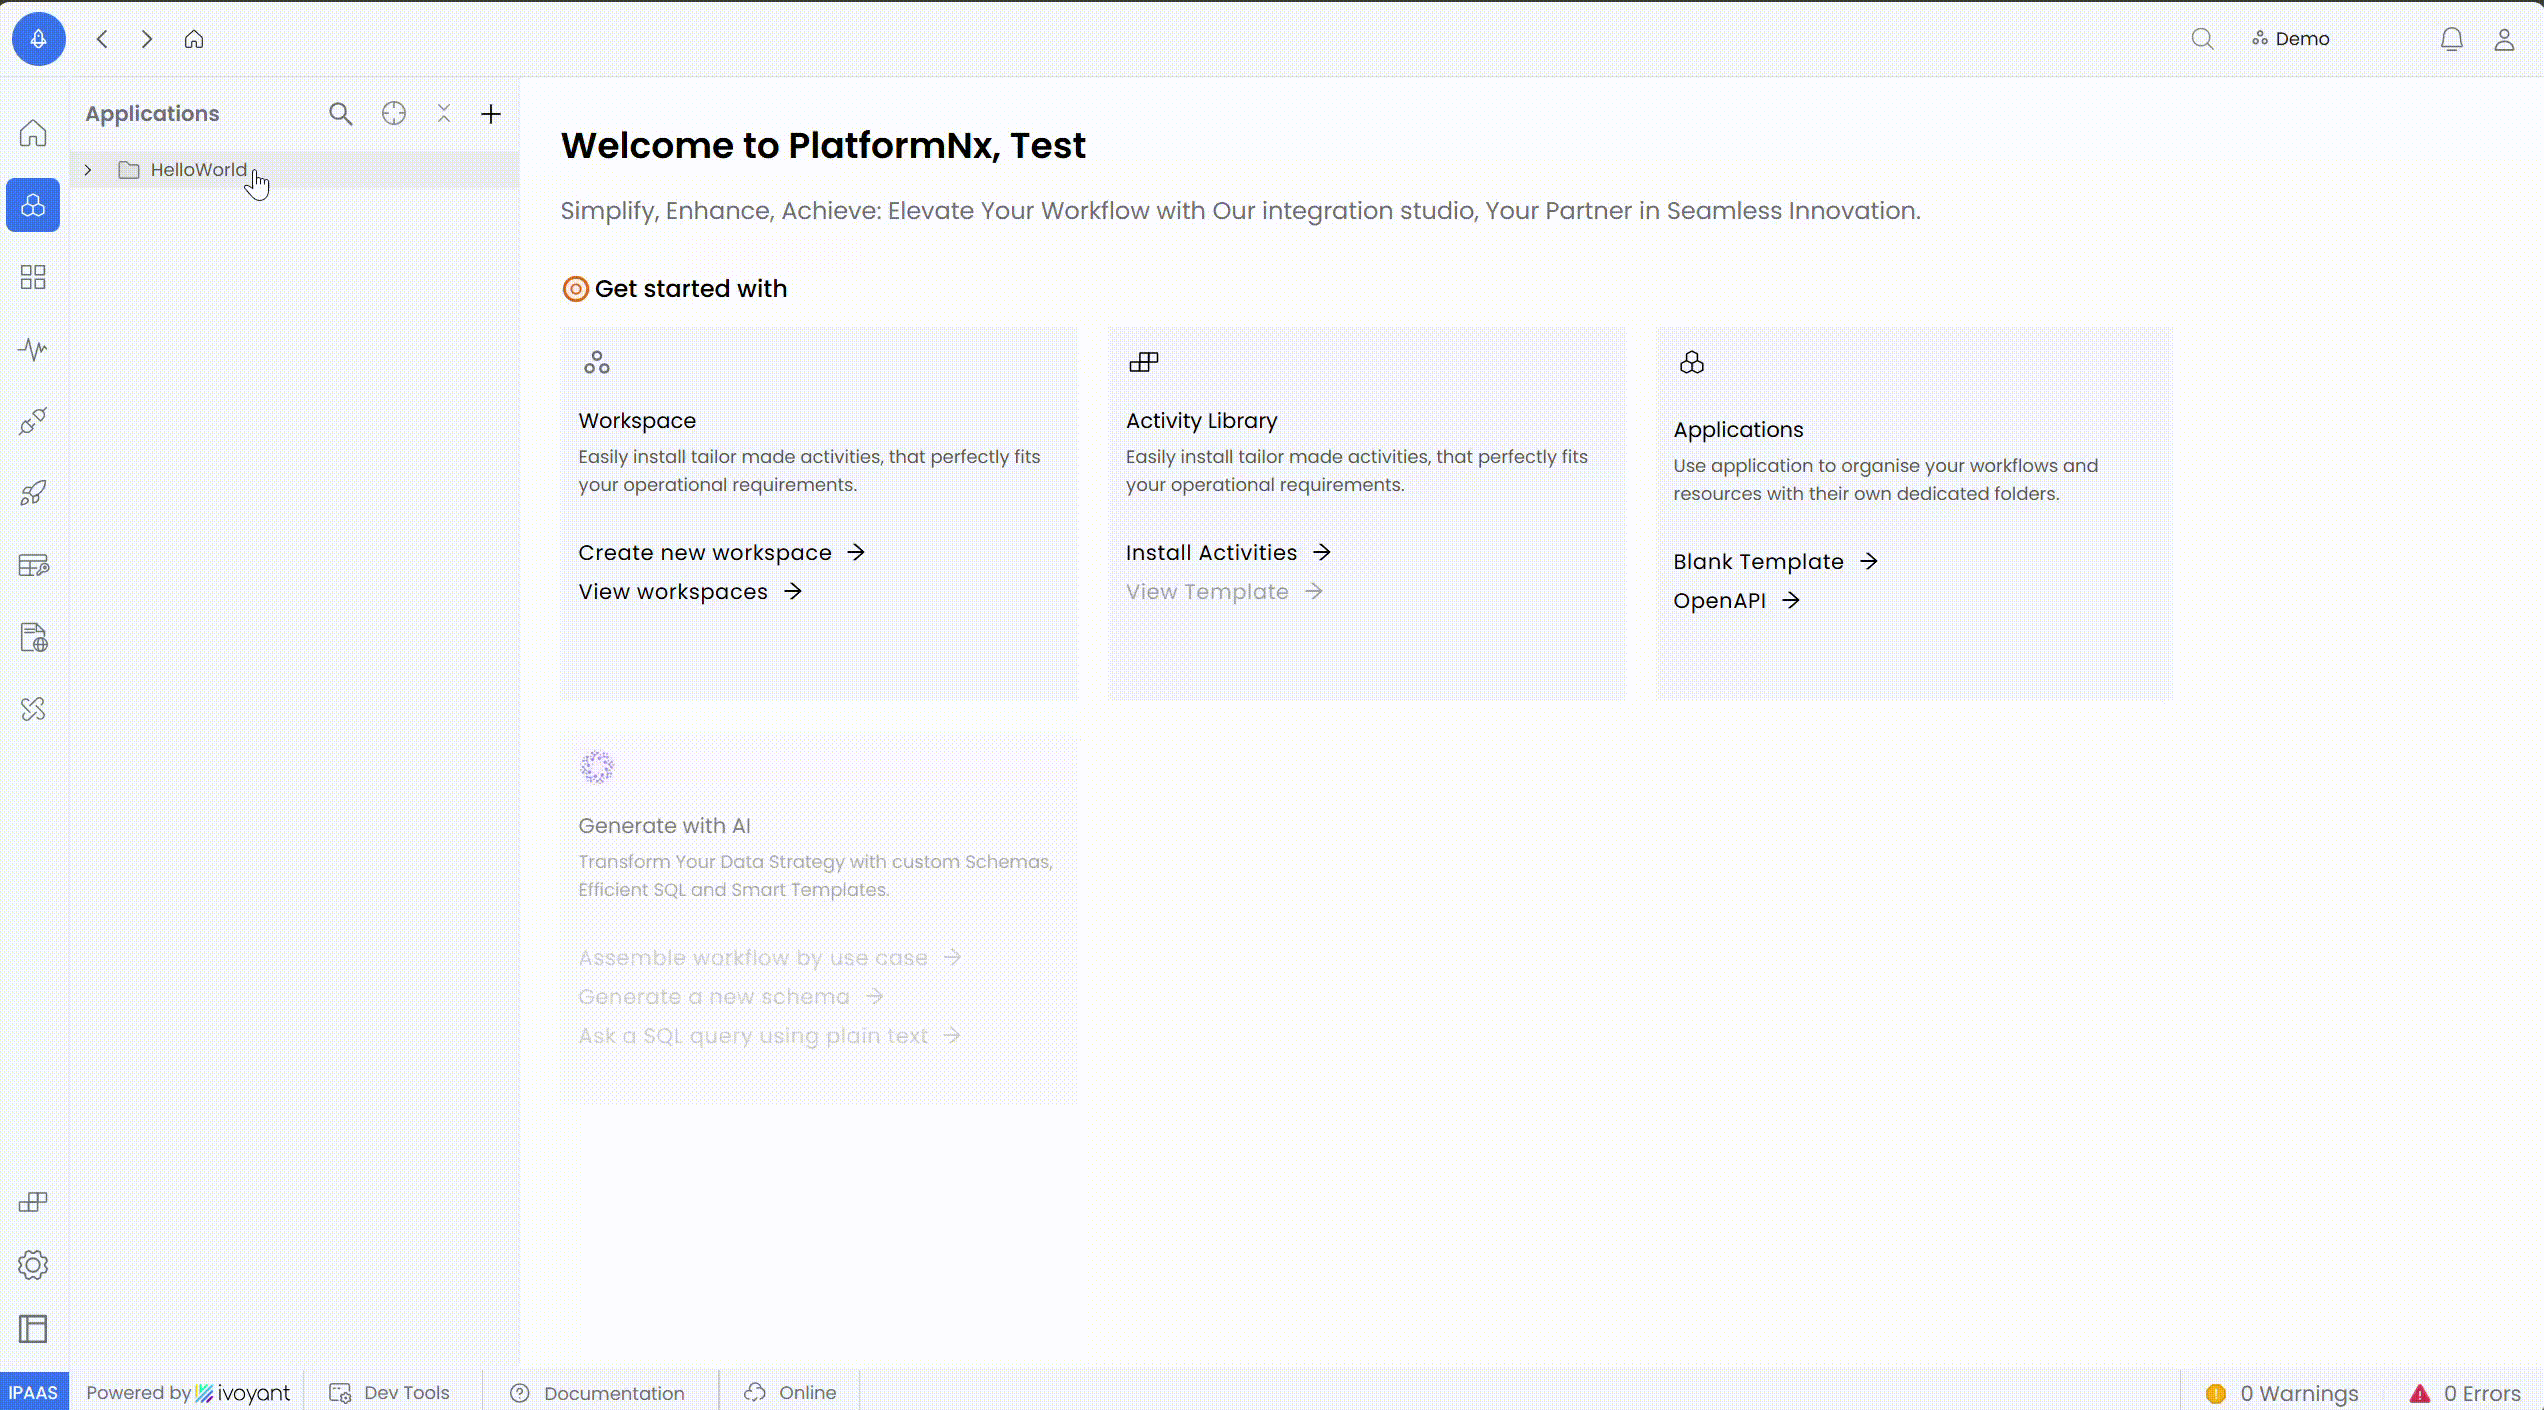 Demo
Applications
HelloWorld
Welcome to PlatformNx, Test
Simplify, Enhance, Achieve: Elevate Your Workflow with Our integration studio, Your Partner in Seamless Innovation.
Get started with
Workspace
Easily install tailor made activities, that perfectly fits
your operational requirements.
Create new workspace
View workspaces
Activity Library
Easily install tailor made activities, that perfectly fits
your operational requirements.
Install Activities
View Template
Applications
Use application to organise your workflows and
resources with their own dedicated folders.
Blank Template
OpenAPI
Generate with AI
Transform Your Data Strategy with custom Schemas,
Efficient SQL and Smart Templates.
Assemble workflow by use case
Generate a new schema
Ask a SQL query using plain text
IPAAS
Powered by ivoyant
Dev Tools
Documentation
Online
0 Warnings
0 Errors